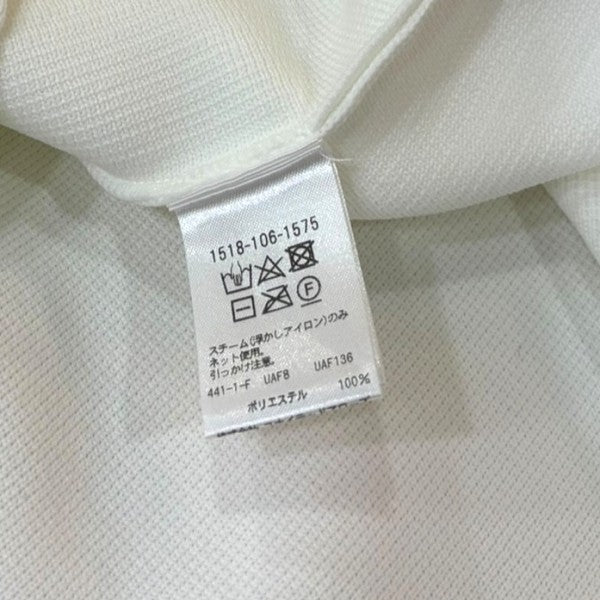 1518-106-1575
F
スチーム(浮かしアイロン)のみ
ネット使用。
引っかけ注意。
441-1-F UAF8 UAF136
ポリエステル 100%